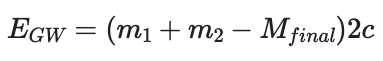 E_{GW} = (m_1 + m_2 − M_{final})2c